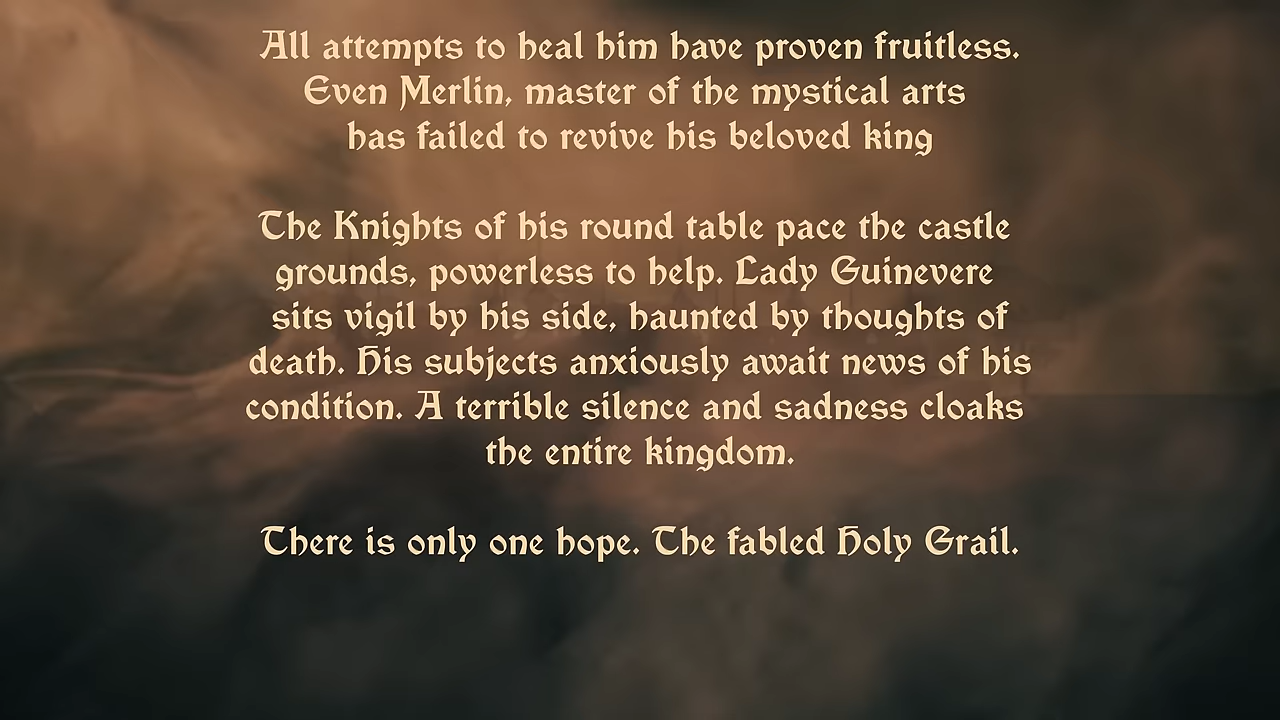 All attempts to heal him have proven fruitless.
Even Merlin, master of the mystical arts
has failed to revive his beloved king
The Knights of his round table pace the castle
grounds, powerless to help. Lady Guinevere
sits vigil by his side, haunted by thoughts of
death. His subjects anxiously await news of his
condition. A terrible silence and sadness cloaks
the entire kingdom.
There is only one hope. The fabled Holy Grail.